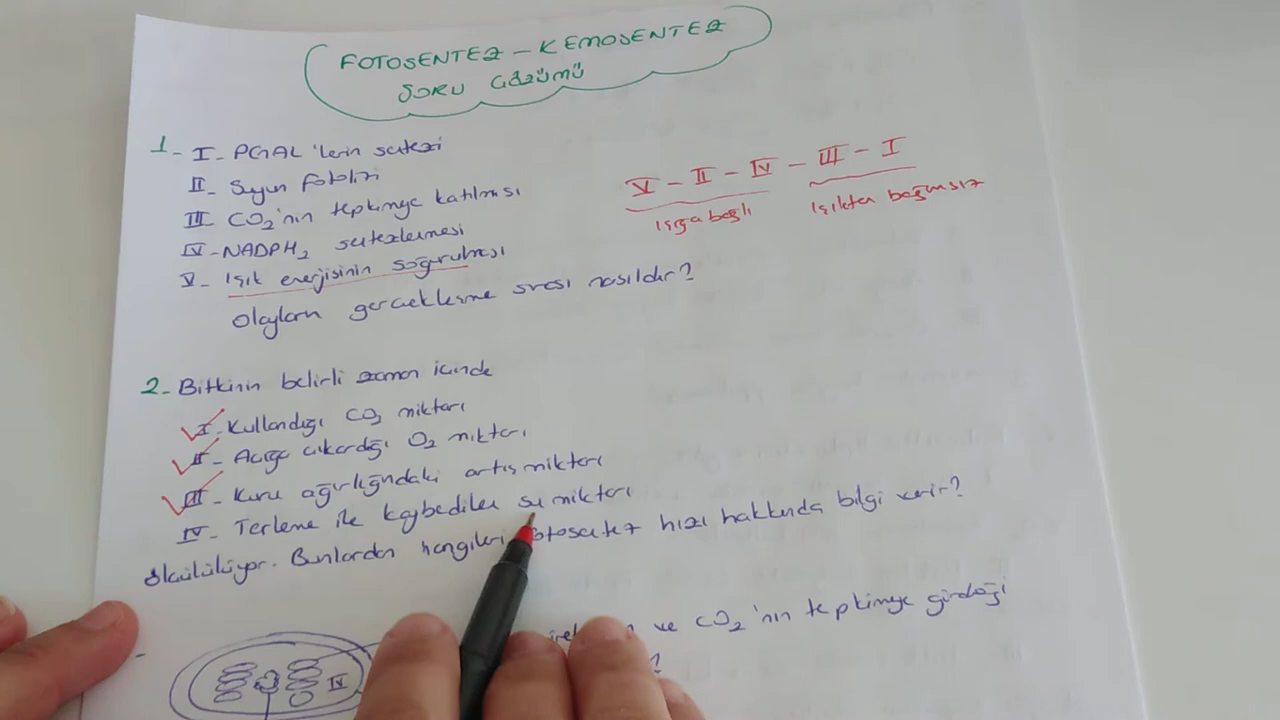 FOTOSENTEZ - KEMOSENTEZ
SORU ÇÖZÜMÜ
1- I- PGAL 'lerin sentezi
II- Suyun Fotolizi
III- CO2'nin tepkimeye katılması
IV- NADPH2 sentezlenmesi
V- Işık enerjisinin soğurulması
Olayların gerçekleşme sırası nasıldır?
V - II - IV - III - I
Işığa bağlı
Işıktan bağımsız
2- Bitkinin belirli zaman içinde
I- Kullandığı CO2 miktarı
II- Açığa çıkardığı O2 miktarı
III- Kuru ağırlığındaki artış miktarı
IV- Terleme ile kaybedilen su miktarı
ölçülülüyor. Bunlardan hangileri fotosentez hızı hakkında bilgi verir?
ve CO2'nin tepkimeye girdiği
?
IV